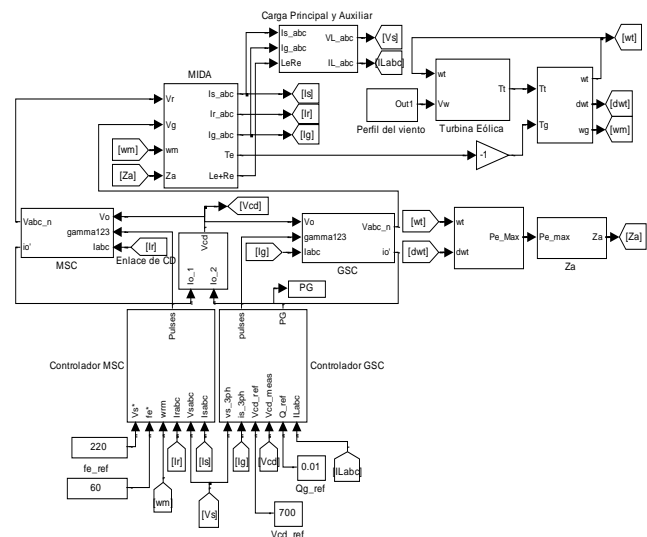 Carga Principal y Auxiliar
Is_abc
Ig_abc
LeRe
VL_abc
IL_abc
[Vs]
[ILabc]
MIDA
Vr
Vg
wm
Za
Is_abc
Ir_abc
Ig_abc
Te
Le+Re
[Is]
[Ir]
[Ig]
[wm]
[Za]
Out1
Perfil del viento
wt
Vw
Tt
Turbina Eólica
Tt
Tg
wt
dwt
wg
[wt]
[dwt]
[wm]
-1
Vabc_n
io'
Vo
gamma123
Iabc
MSC
[Ir]
Enlace de CD
[Vcd]
Vcd
Io_1
Io_2
Vo
gamma123
Iabc
Vabc_n
io'
GSC
[Ig]
PG
[wt]
[dwt]
wt
dwt
Pe_Max
Pe_max
Za
Za
[Za]
Controlador MSC
Pulses
Vs*
fe*
wrm
Irabc
Vsabc
Isabc
Controlador GSC
pulses
PG
vs_3ph
is_3ph
Vcd_ref
Vcd_meas
Q_ref
ILabc
220
fe_ref
60
[wm]
[Ir]
[Is]
[Vs]
[Ig]
[Vcd]
0.01
Qg_ref
[ILabc]
700
Vcd_ref